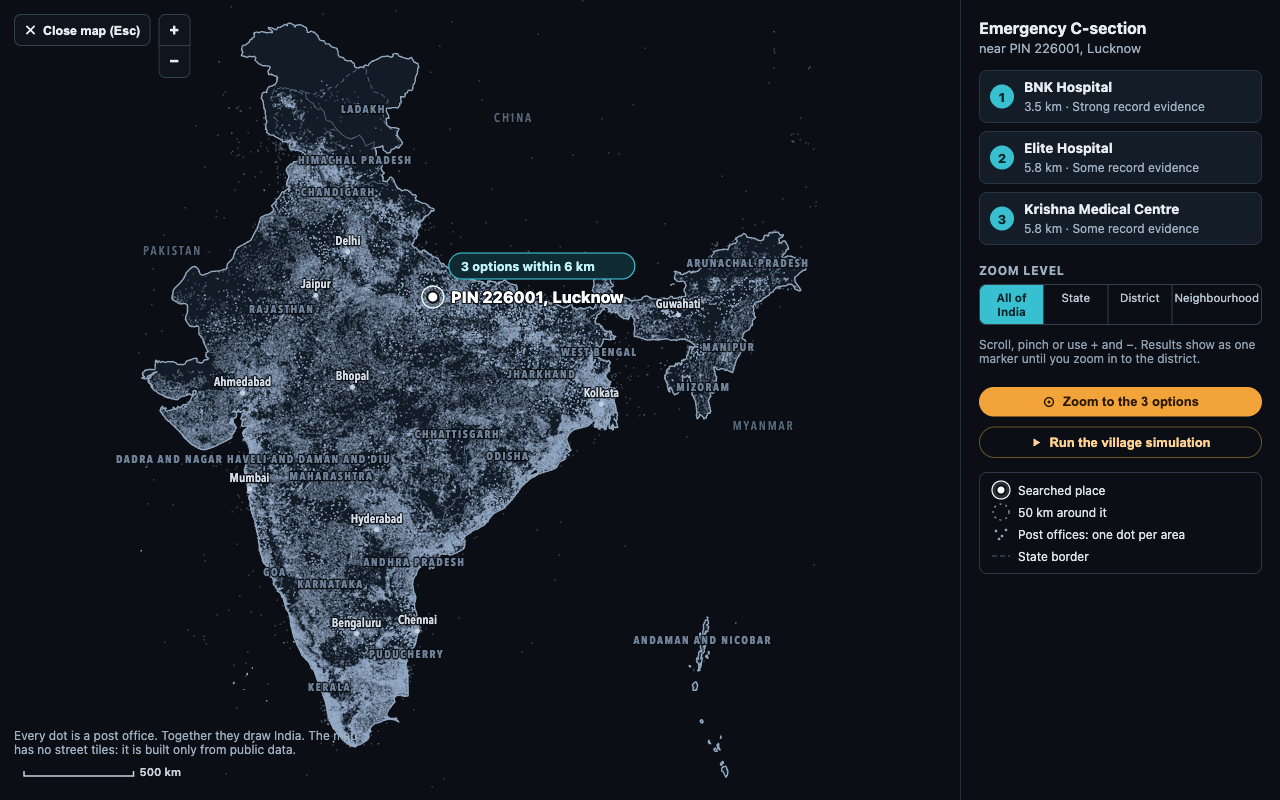 Close map (Esc)
+
−
LADAKH
CHINA
HIMACHAL PRADESH
CHANDIGARH
Delhi
PAKISTAN
ARUNACHAL PRADESH
3 options within 6 km
Jaipur
PIN 226001, Lucknow
Guwahati
RAJASTHAN
MANIPUR
WEST BENGAL
JHARKHAND
Bhopal
Ahmedabad
MIZORAM
Kolkata
MYANMAR
CHHATTISGARH
ODISHA
DADRA AND NAGAR HAVELI AND DAMAN AND DIU
Mumbai
MAHARASHTRA
Hyderabad
ANDHRA PRADESH
GOA
KARNATAKA
Bengaluru
Chennai
ANDAMAN AND NICOBAR
PUDUCHERRY
KERALA
Every dot is a post office. Together they draw India. The map
has no street tiles: it is built only from public data.
500 km
Emergency C-section
near PIN 226001, Lucknow
1
BNK Hospital
3.5 km · Strong record evidence
2
Elite Hospital
5.8 km · Some record evidence
3
Krishna Medical Centre
5.8 km · Some record evidence
ZOOM LEVEL
All of India
State
District
Neighbourhood
Scroll, pinch or use + and −. Results show as one
marker until you zoom in to the district.
Zoom to the 3 options
Run the village simulation
Searched place
50 km around it
Post offices: one dot per area
State border